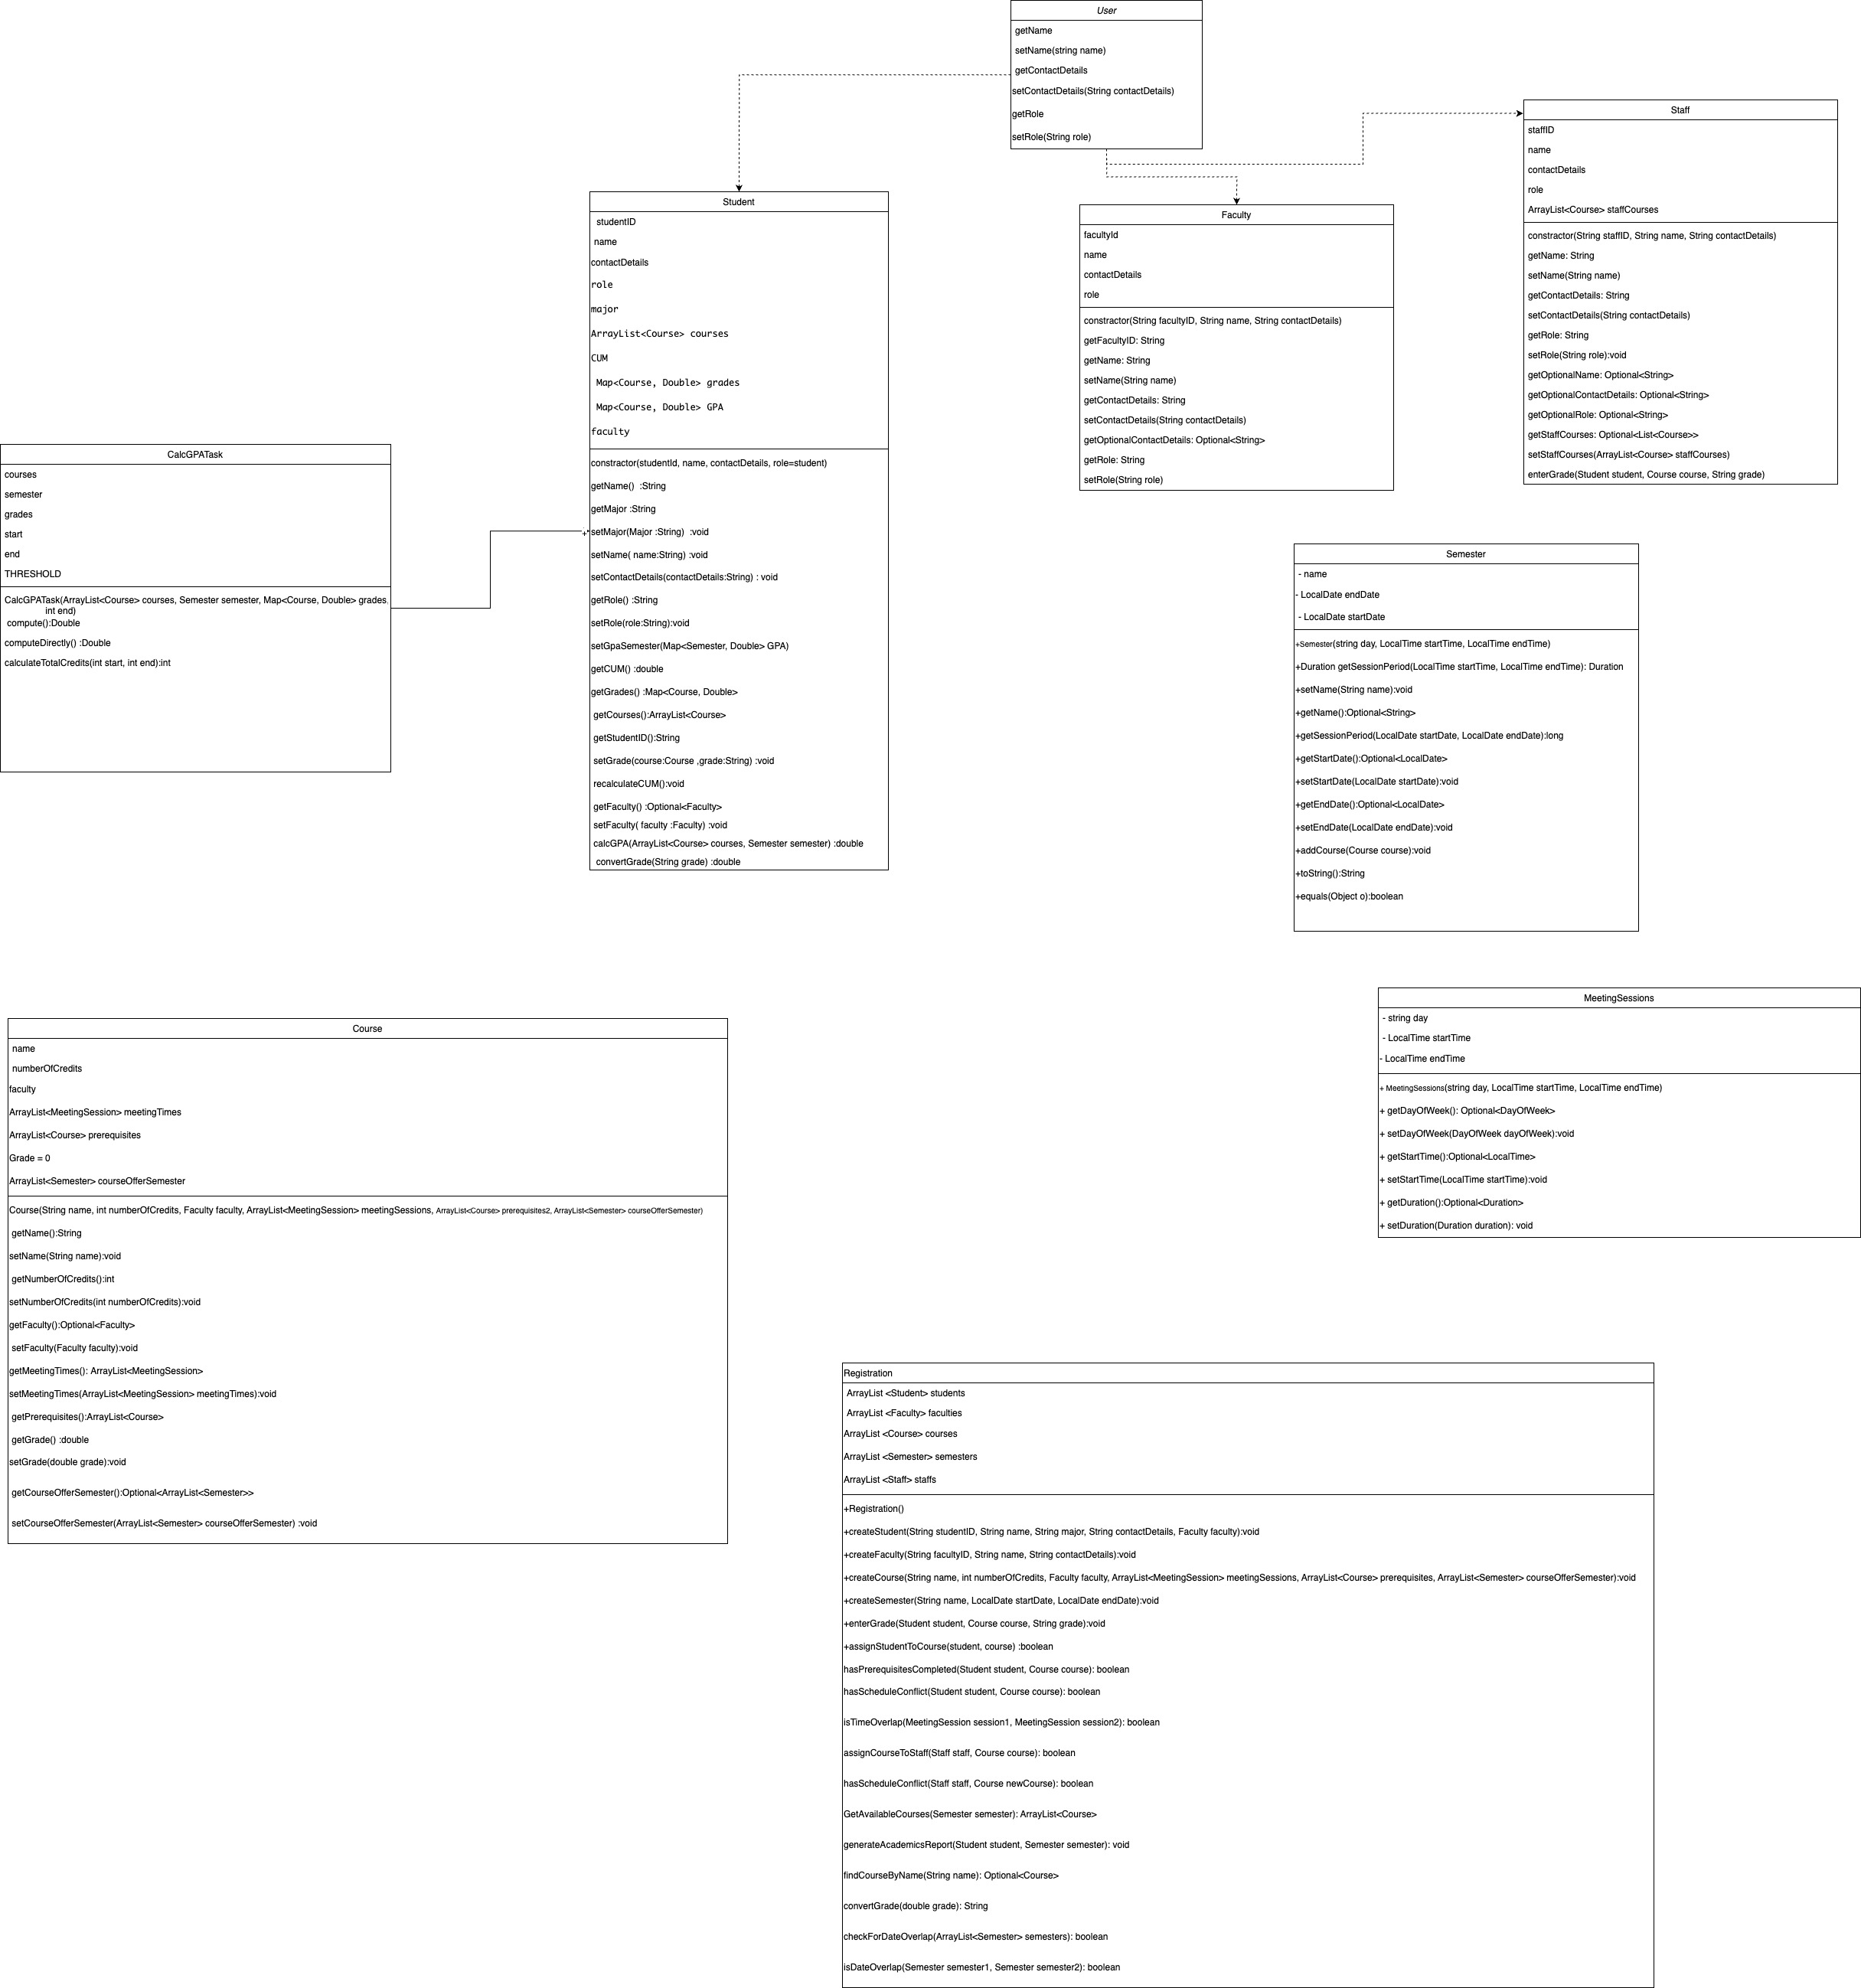 User
getName
setName(string name)
getContactDetails
setContactDetails(String contactDetails)
getRole
setRole(String role)
Staff
staffID
name
contactDetails
role
ArrayList<Course> staffCourses
constractor(String staffID, String name, String contactDetails)
getName: String
setName(String name)
getContactDetails: String
setContactDetails(String contactDetails)
getRole: String
setRole(String role):void
getOptionalName: Optional<String>
getOptionalContactDetails: Optional<String>
getOptionalRole: Optional<String>
getStaffCourses: Optional<List<Course>>
setStaffCourses(ArrayList<Course> staffCourses)
enterGrade(Student student, Course course, String grade)
Student
studentID
name
contactDetails
role
major
ArrayList<Course> courses
CUM
Map<Course, Double> grades
Map<Course, Double> GPA
faculty
constractor(studentId, name, contactDetails, role=student)
getName() :String
getMajor :String
+
setMajor(Major :String) :void
setName( name:String) :void
setContactDetails(contactDetails:String) : void
getRole() :String
setRole(role:String):void
setGpaSemester(Map<Semester, Double> GPA)
getCUM() :double
getGrades() :Map<Course, Double>
getCourses():ArrayList<Course>
getStudentID():String
setGrade(course:Course ,grade:String) :void
recalculateCUM():void
getFaculty() :Optional<Faculty>
setFaculty( faculty :Faculty) :void
calcGPA(ArrayList<Course> courses, Semester semester) :double
convertGrade(String grade) :double
Faculty
facultyId
name
contactDetails
role
constractor(String facultyID, String name, String contactDetails)
getFacultyID: String
getName: String
setName(String name)
getContactDetails: String
setContactDetails(String contactDetails)
getOptionalContactDetails: Optional<String>
getRole: String
setRole(String role)
CalcGPATask
courses
semester
grades
start
end
THRESHOLD
CalcGPATask(ArrayList<Course> courses, Semester semester, Map<Course, Double> grades,
int end)
compute():Double
computeDirectly() :Double
calculateTotalCredits(int start, int end):int
Semester
- name
- LocalDate endDate
- LocalDate startDate
+Semester(string day, LocalTime startTime, LocalTime endTime)
+Duration getSessionPeriod(LocalTime startTime, LocalTime endTime): Duration
+setName(String name):void
+getName():Optional<String>
+getSessionPeriod(LocalDate startDate, LocalDate endDate):long
+getStartDate():Optional<LocalDate>
+setStartDate(LocalDate startDate):void
+getEndDate():Optional<LocalDate>
+setEndDate(LocalDate endDate):void
+addCourse(Course course):void
+toString():String
+equals(Object o):boolean
MeetingSessions
- string day
- LocalTime startTime
- LocalTime endTime
+ MeetingSessions(string day, LocalTime startTime, LocalTime endTime)
+ getDayOfWeek(): Optional<DayOfWeek>
+ setDayOfWeek(DayOfWeek dayOfWeek):void
+ getStartTime():Optional<LocalTime>
+ setStartTime(LocalTime startTime):void
+ getDuration():Optional<Duration>
+ setDuration(Duration duration): void
Course
name
numberOfCredits
faculty
ArrayList<MeetingSession> meetingTimes
ArrayList<Course> prerequisites
Grade = 0
ArrayList<Semester> courseOfferSemester
Course(String name, int numberOfCredits, Faculty faculty, ArrayList<MeetingSession> meetingSessions, ArrayList<Course> prerequisites2, ArrayList<Semester> courseOfferSemester)
getName():String
setName(String name):void
getNumberOfCredits():int
setNumberOfCredits(int numberOfCredits):void
getFaculty():Optional<Faculty>
setFaculty(Faculty faculty):void
getMeetingTimes(): ArrayList<MeetingSession>
setMeetingTimes(ArrayList<MeetingSession> meetingTimes):void
getPrerequisites():ArrayList<Course>
getGrade() :double
setGrade(double grade):void
getCourseOfferSemester():Optional<ArrayList<Semester>>
setCourseOfferSemester(ArrayList<Semester> courseOfferSemester) :void
Registration
ArrayList <Student> students
ArrayList <Faculty> faculties
ArrayList <Course> courses
ArrayList <Semester> semesters
ArrayList <Staff> staffs
+Registration()
+createStudent(String studentID, String name, String major, String contactDetails, Faculty faculty):void
+createFaculty(String facultyID, String name, String contactDetails):void
+createCourse(String name, int numberOfCredits, Faculty faculty, ArrayList<MeetingSession> meetingSessions, ArrayList<Course> prerequisites, ArrayList<Semester> courseOfferSemester):void
+createSemester(String name, LocalDate startDate, LocalDate endDate):void
+enterGrade(Student student, Course course, String grade):void
+assignStudentToCourse(student, course) :boolean
hasPrerequisitesCompleted(Student student, Course course): boolean
hasScheduleConflict(Student student, Course course): boolean
isTimeOverlap(MeetingSession session1, MeetingSession session2): boolean
assignCourseToStaff(Staff staff, Course course): boolean
hasScheduleConflict(Staff staff, Course newCourse): boolean
GetAvailableCourses(Semester semester): ArrayList<Course>
generateAcademicsReport(Student student, Semester semester): void
findCourseByName(String name): Optional<Course>
convertGrade(double grade): String
checkForDateOverlap(ArrayList<Semester> semesters): boolean
isDateOverlap(Semester semester1, Semester semester2): boolean